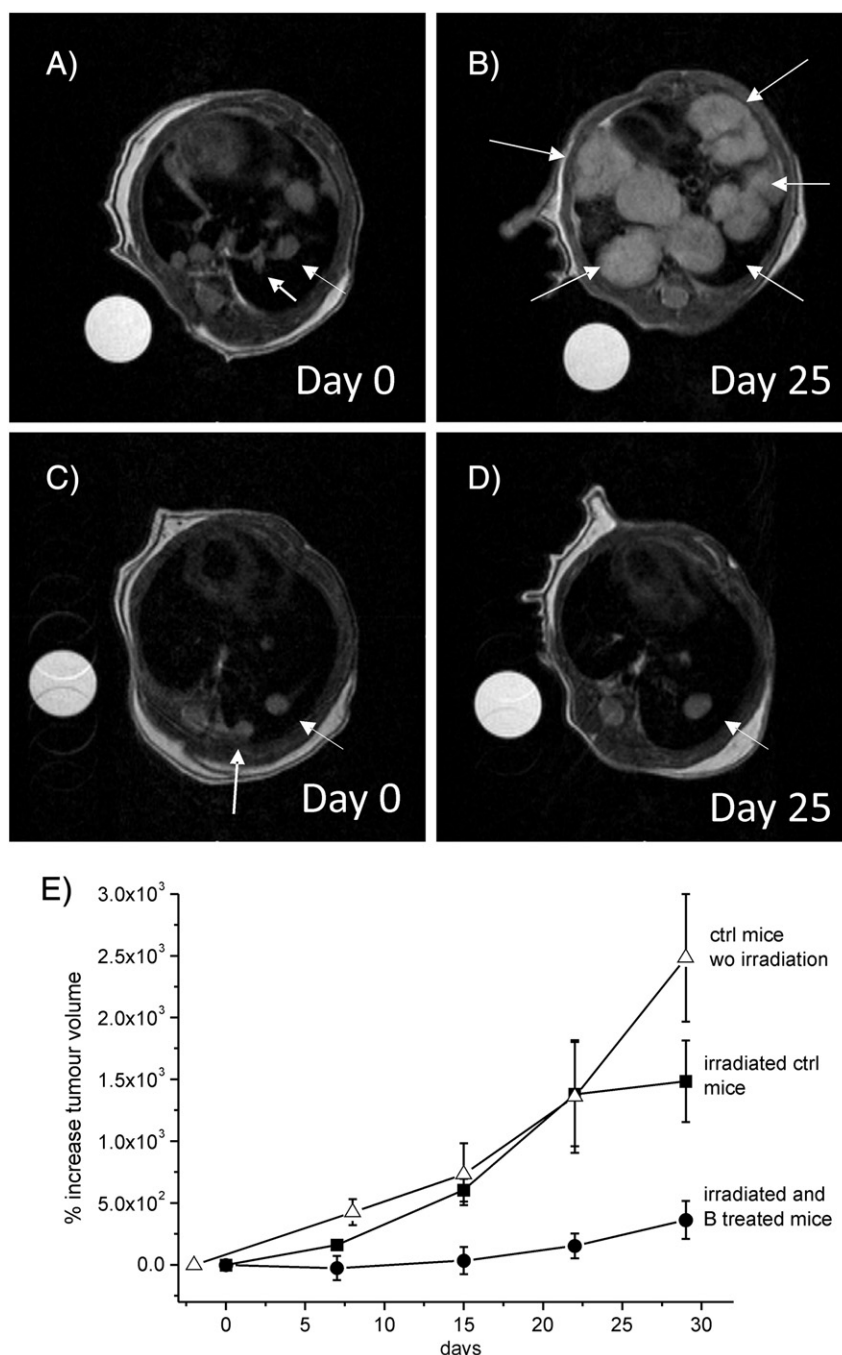 A)
Day 0
B)
Day 25
C)
Day 0
D)
Day 25
E)
3.0x10³
2.5x10³
2.0x10³
1.5x10³
1.0x10³
5.0x10²
0.0
% increase tumour volume
0 5 10 15 20 25 30
days
ctrl mice
wo irradiation
irradiated ctrl
mice
irradiated and
B treated mice